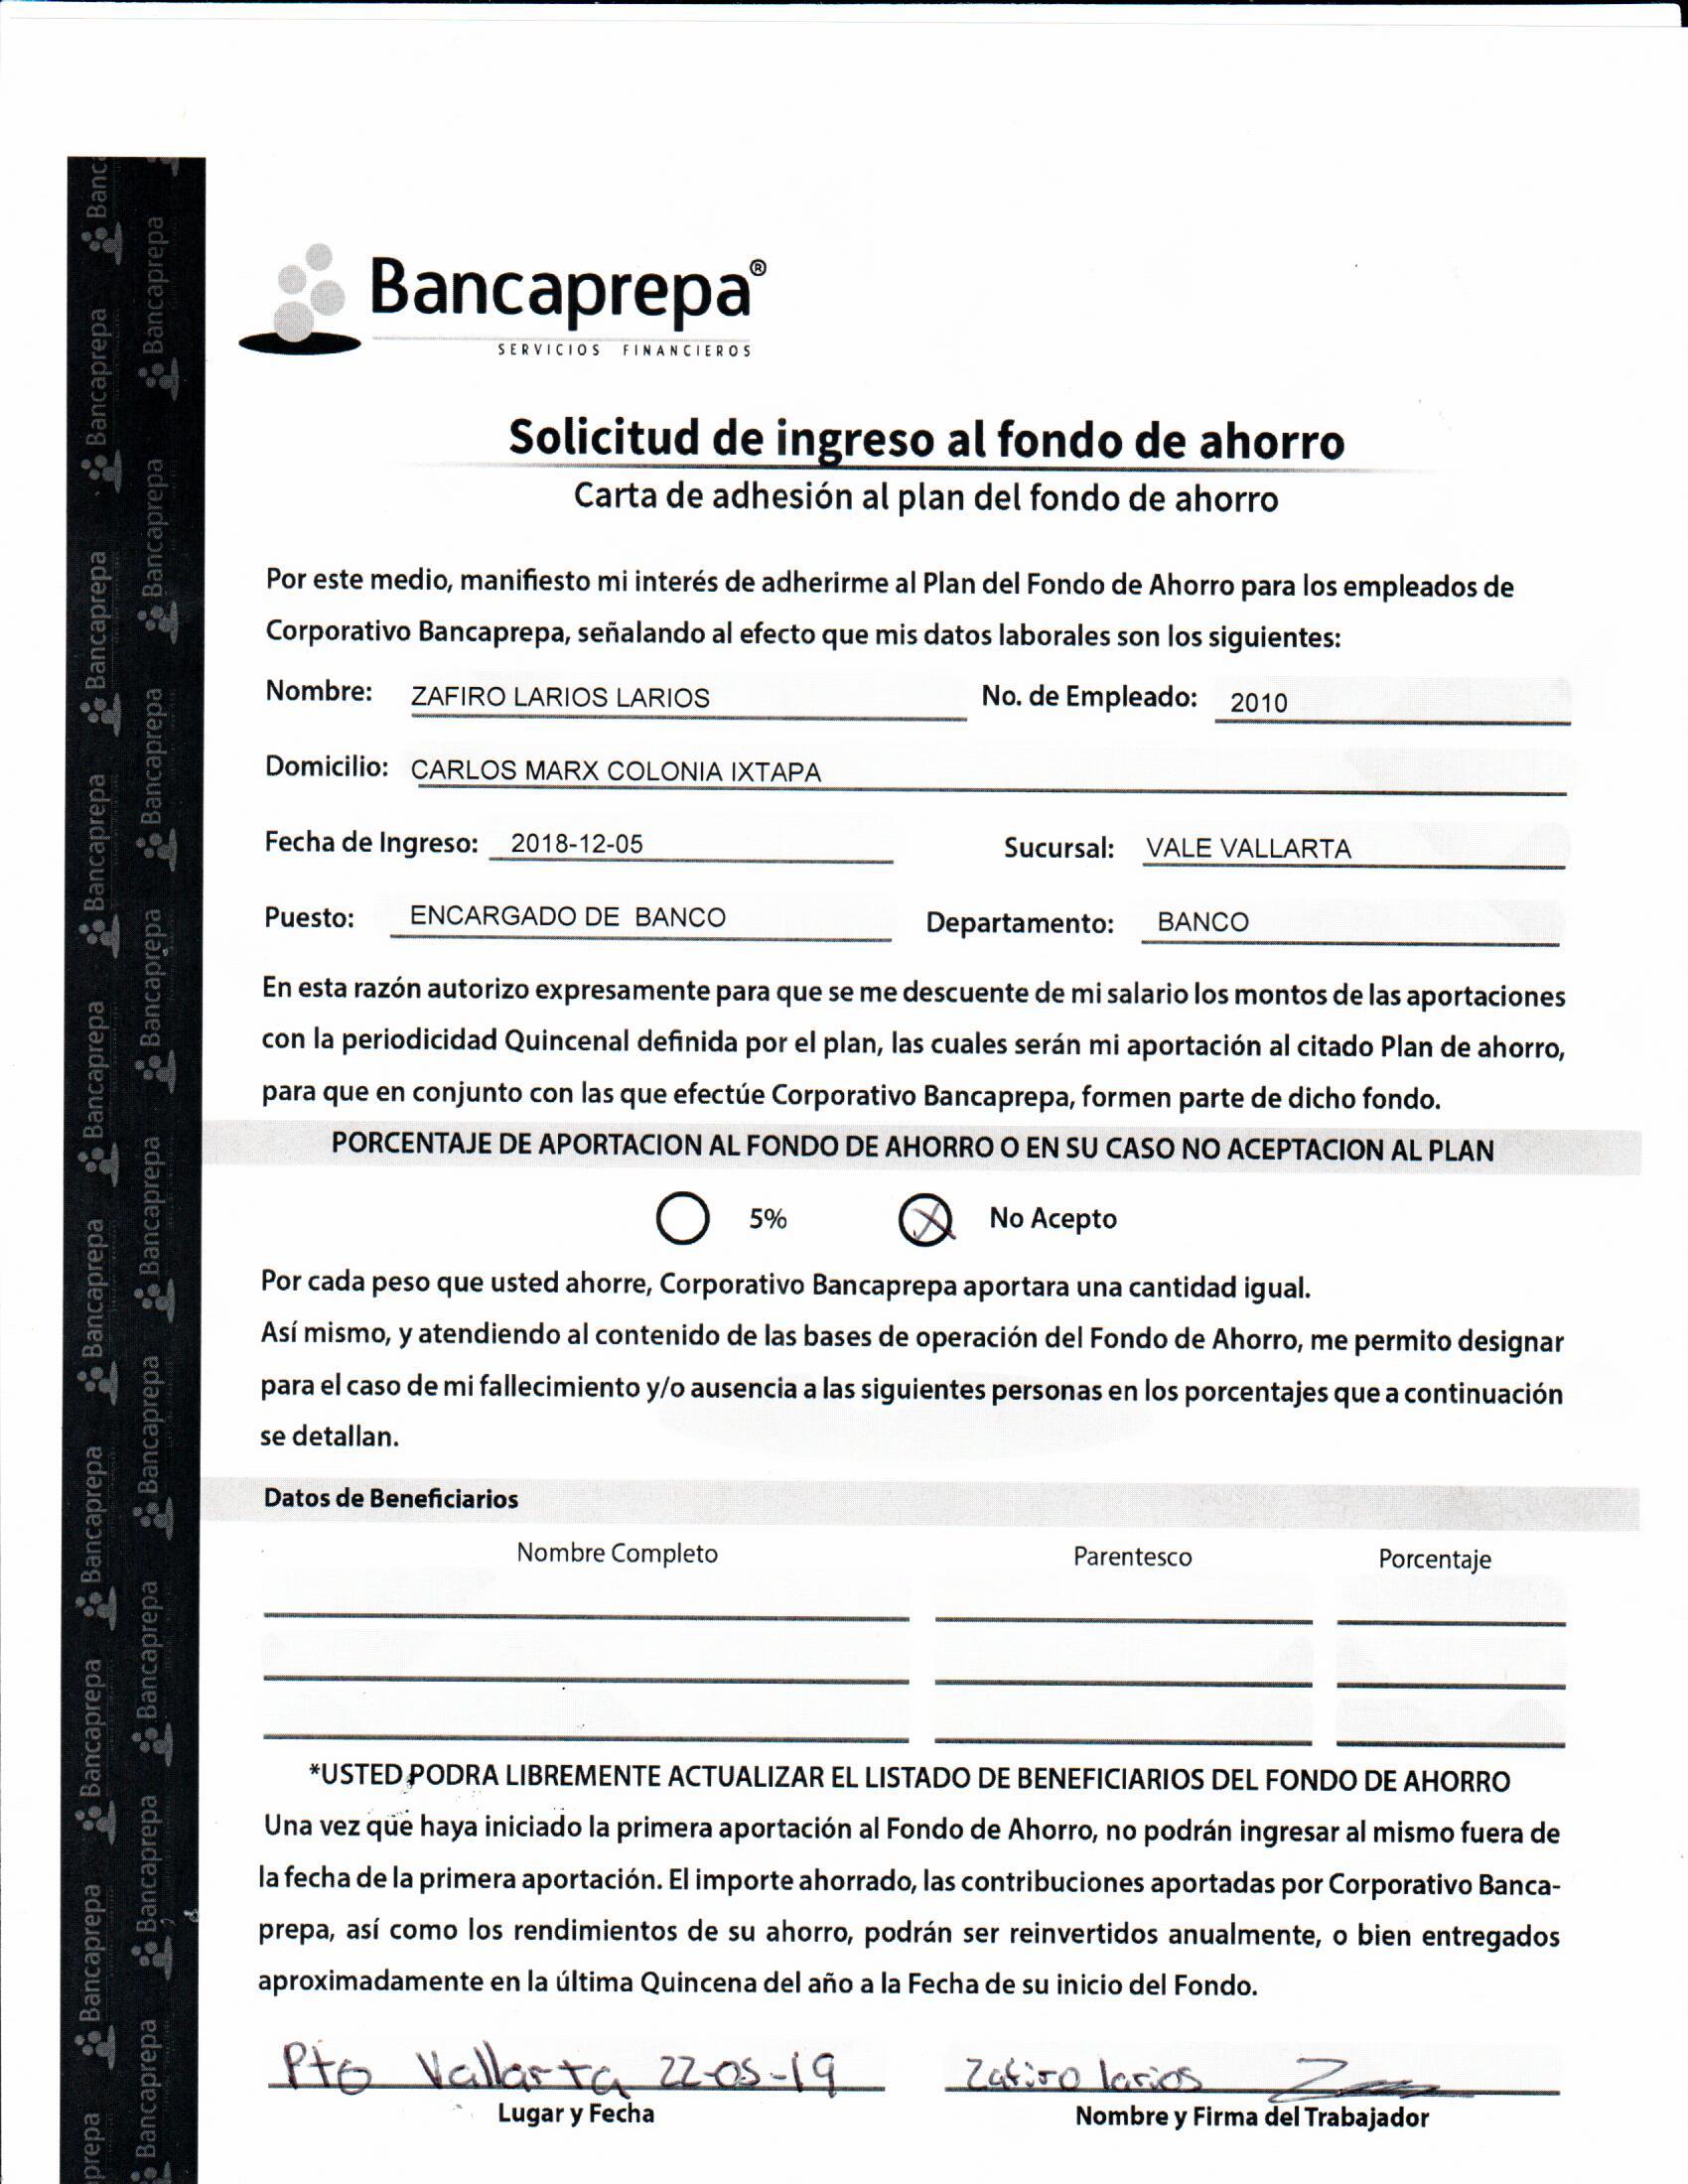 Bancaprepa®
SERVICIOS FINANCIEROS
Solicitud de ingreso al fondo de ahorro
Carta de adhesión al plan del fondo de ahorro
Por este medio, manifiesto mi interés de adherirme al Plan del Fondo de Ahorro para los empleados de
Corporativo Bancaprepa, señalando al efecto que mis datos laborales son los siguientes:
Nombre: ZAFIRO LARIOS LARIOS No. de Empleado: 2010
Domicilio: CARLOS MARX COLONIA IXTAPA
Fecha de Ingreso: 2018-12-05 Sucursal: VALE VALLARTA
Puesto: ENCARGADO DE BANCO Departamento: BANCO
En esta razón autorizo expresamente para que se me descuente de mi salario los montos de las aportaciones
con la periodicidad Quincenal definida por el plan, las cuales serán mi aportación al citado Plan de ahorro,
para que en conjunto con las que efectúe Corporativo Bancaprepa, formen parte de dicho fondo.
PORCENTAJE DE APORTACION AL FONDO DE AHORRO O EN SU CASO NO ACEPTACION AL PLAN
5% X No Acepto
Por cada peso que usted ahorre, Corporativo Bancaprepa aportara una cantidad igual.
Así mismo, y atendiendo al contenido de las bases de operación del Fondo de Ahorro, me permito designar
para el caso de mi fallecimiento y/o ausencia a las siguientes personas en los porcentajes que a continuación
se detallan.
Datos de Beneficiarios
Nombre Completo Parentesco Porcentaje
*USTED PODRA LIBREMENTE ACTUALIZAR EL LISTADO DE BENEFICIARIOS DEL FONDO DE AHORRO
Una vez que haya iniciado la primera aportación al Fondo de Ahorro, no podrán ingresar al mismo fuera de
la fecha de la primera aportación. El importe ahorrado, las contribuciones aportadas por Corporativo Banca-
prepa, así como los rendimientos de su ahorro, podrán ser reinvertidos anualmente, o bien entregados
aproximadamente en la última Quincena del año a la Fecha de su inicio del Fondo.
Pto Vallarta 22-05-19 Zafiro larios
Lugar y Fecha Nombre y Firma del Trabajador